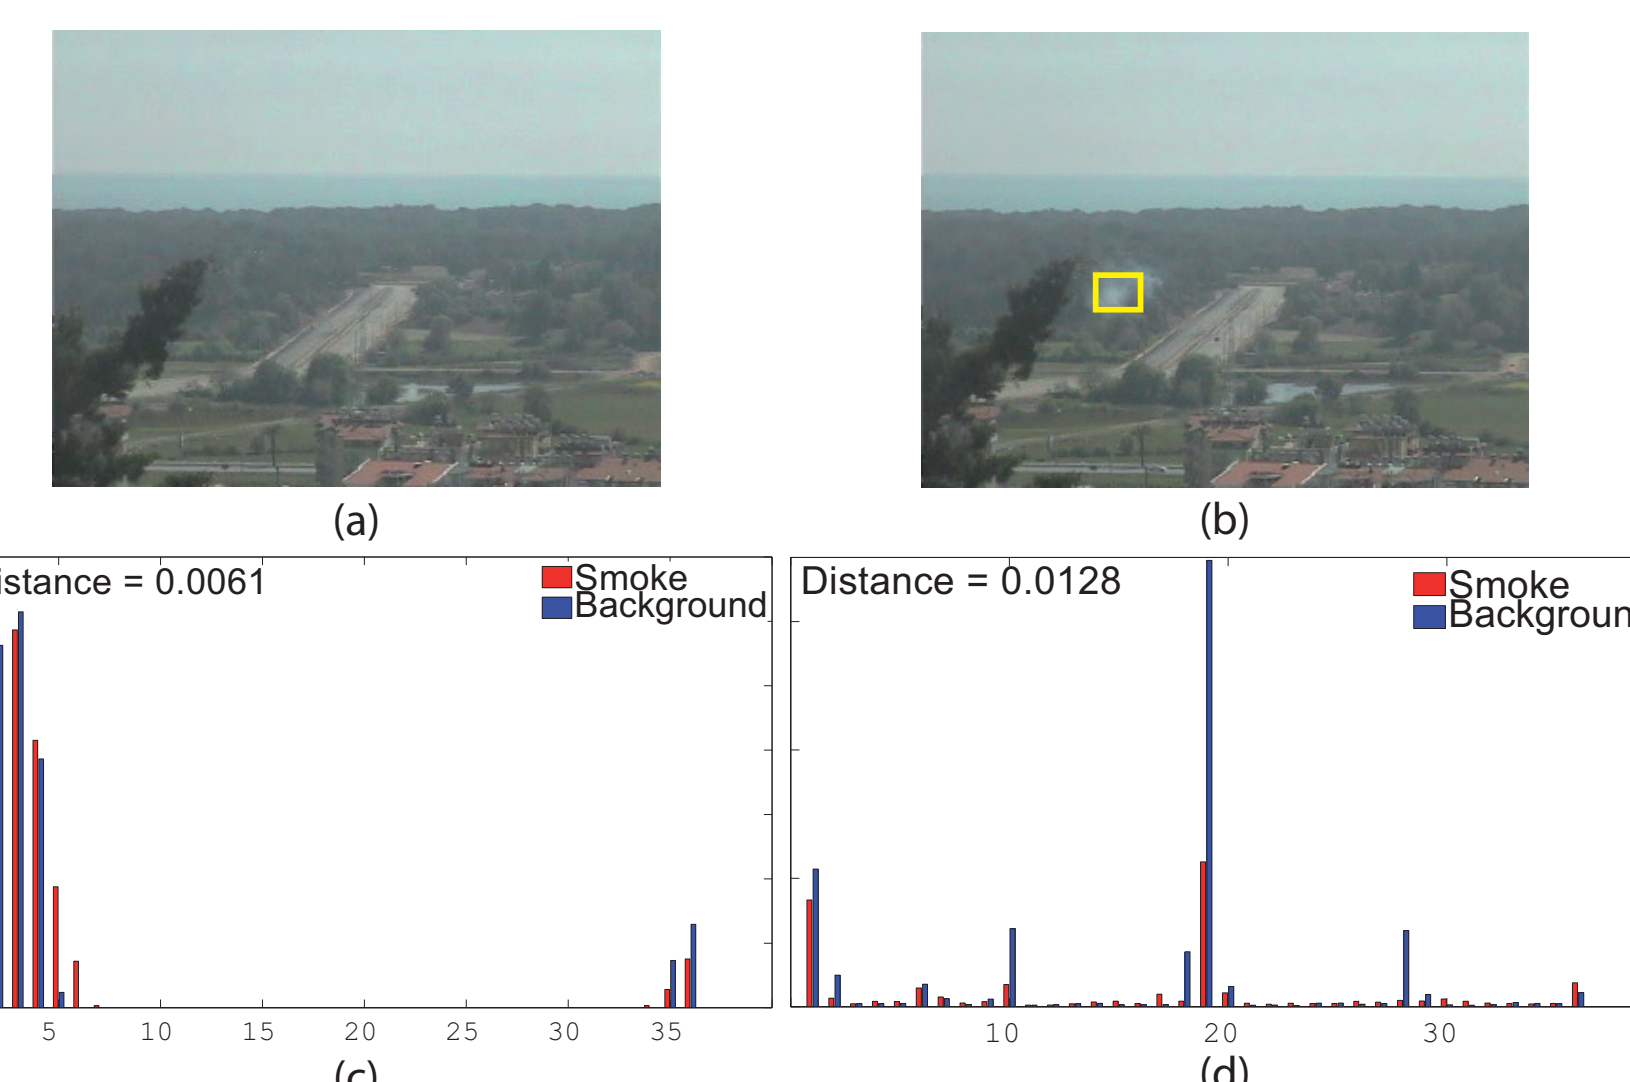 (a)
(b)
istance = 0.0061
Smoke
Background
5 10 15 20 25 30 35
(c)
Distance = 0.0128
Smoke
Backgroun
10 20 30
(d)